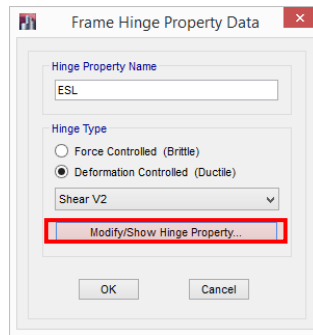 Frame Hinge Property Data
Hinge Property Name
ESL
Hinge Type
Force Controlled (Brittle)
Deformation Controlled (Ductile)
Shear V2
Modify/Show Hinge Property...
OK Cancel